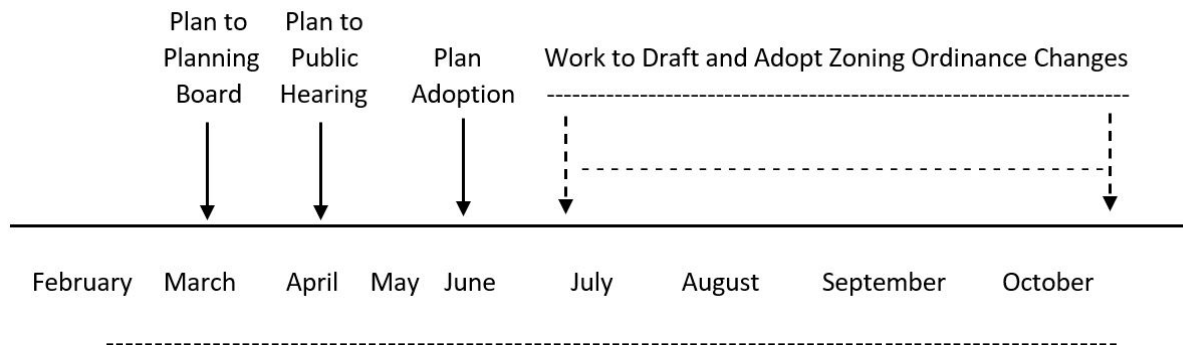 Plan to
Planning
Board
Plan to
Public
Hearing
Plan
Adoption
Work to Draft and Adopt Zoning Ordinance Changes
February March April May June July August September October